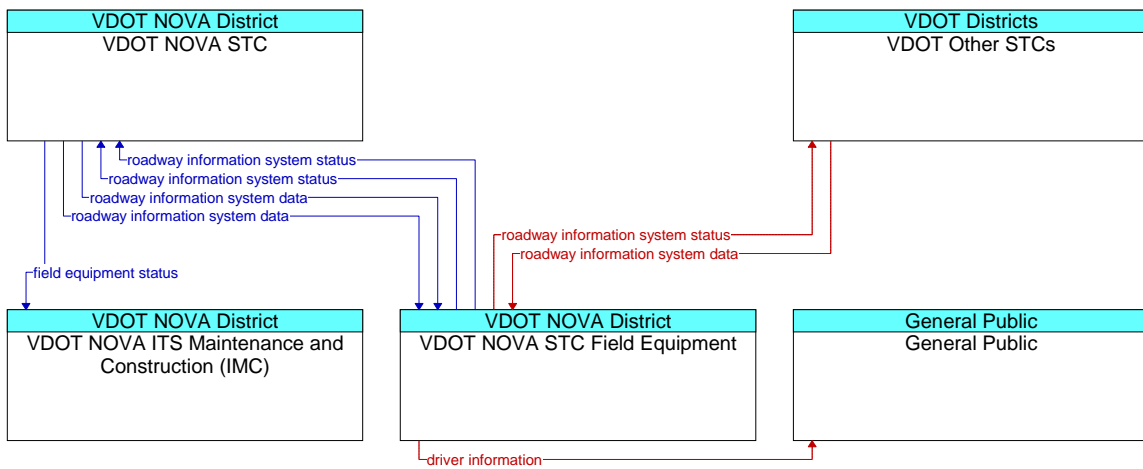 VDOT NOVA District
VDOT NOVA STC
VDOT Districts
VDOT Other STCs
roadway information system status
roadway information system status
roadway information system data
roadway information system data
roadway information system status
roadway information system data
field equipment status
VDOT NOVA District
VDOT NOVA ITS Maintenance and
Construction (IMC)
VDOT NOVA District
VDOT NOVA STC Field Equipment
General Public
General Public
driver information